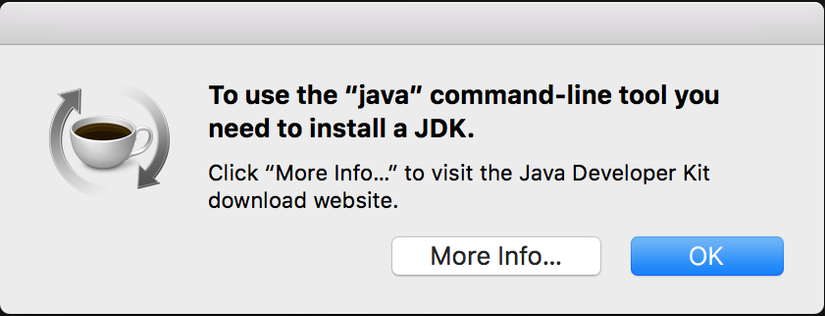 To use the “java” command-line tool you
need to install a JDK.
Click “More Info…” to visit the Java Developer Kit
download website.
More Info…
OK